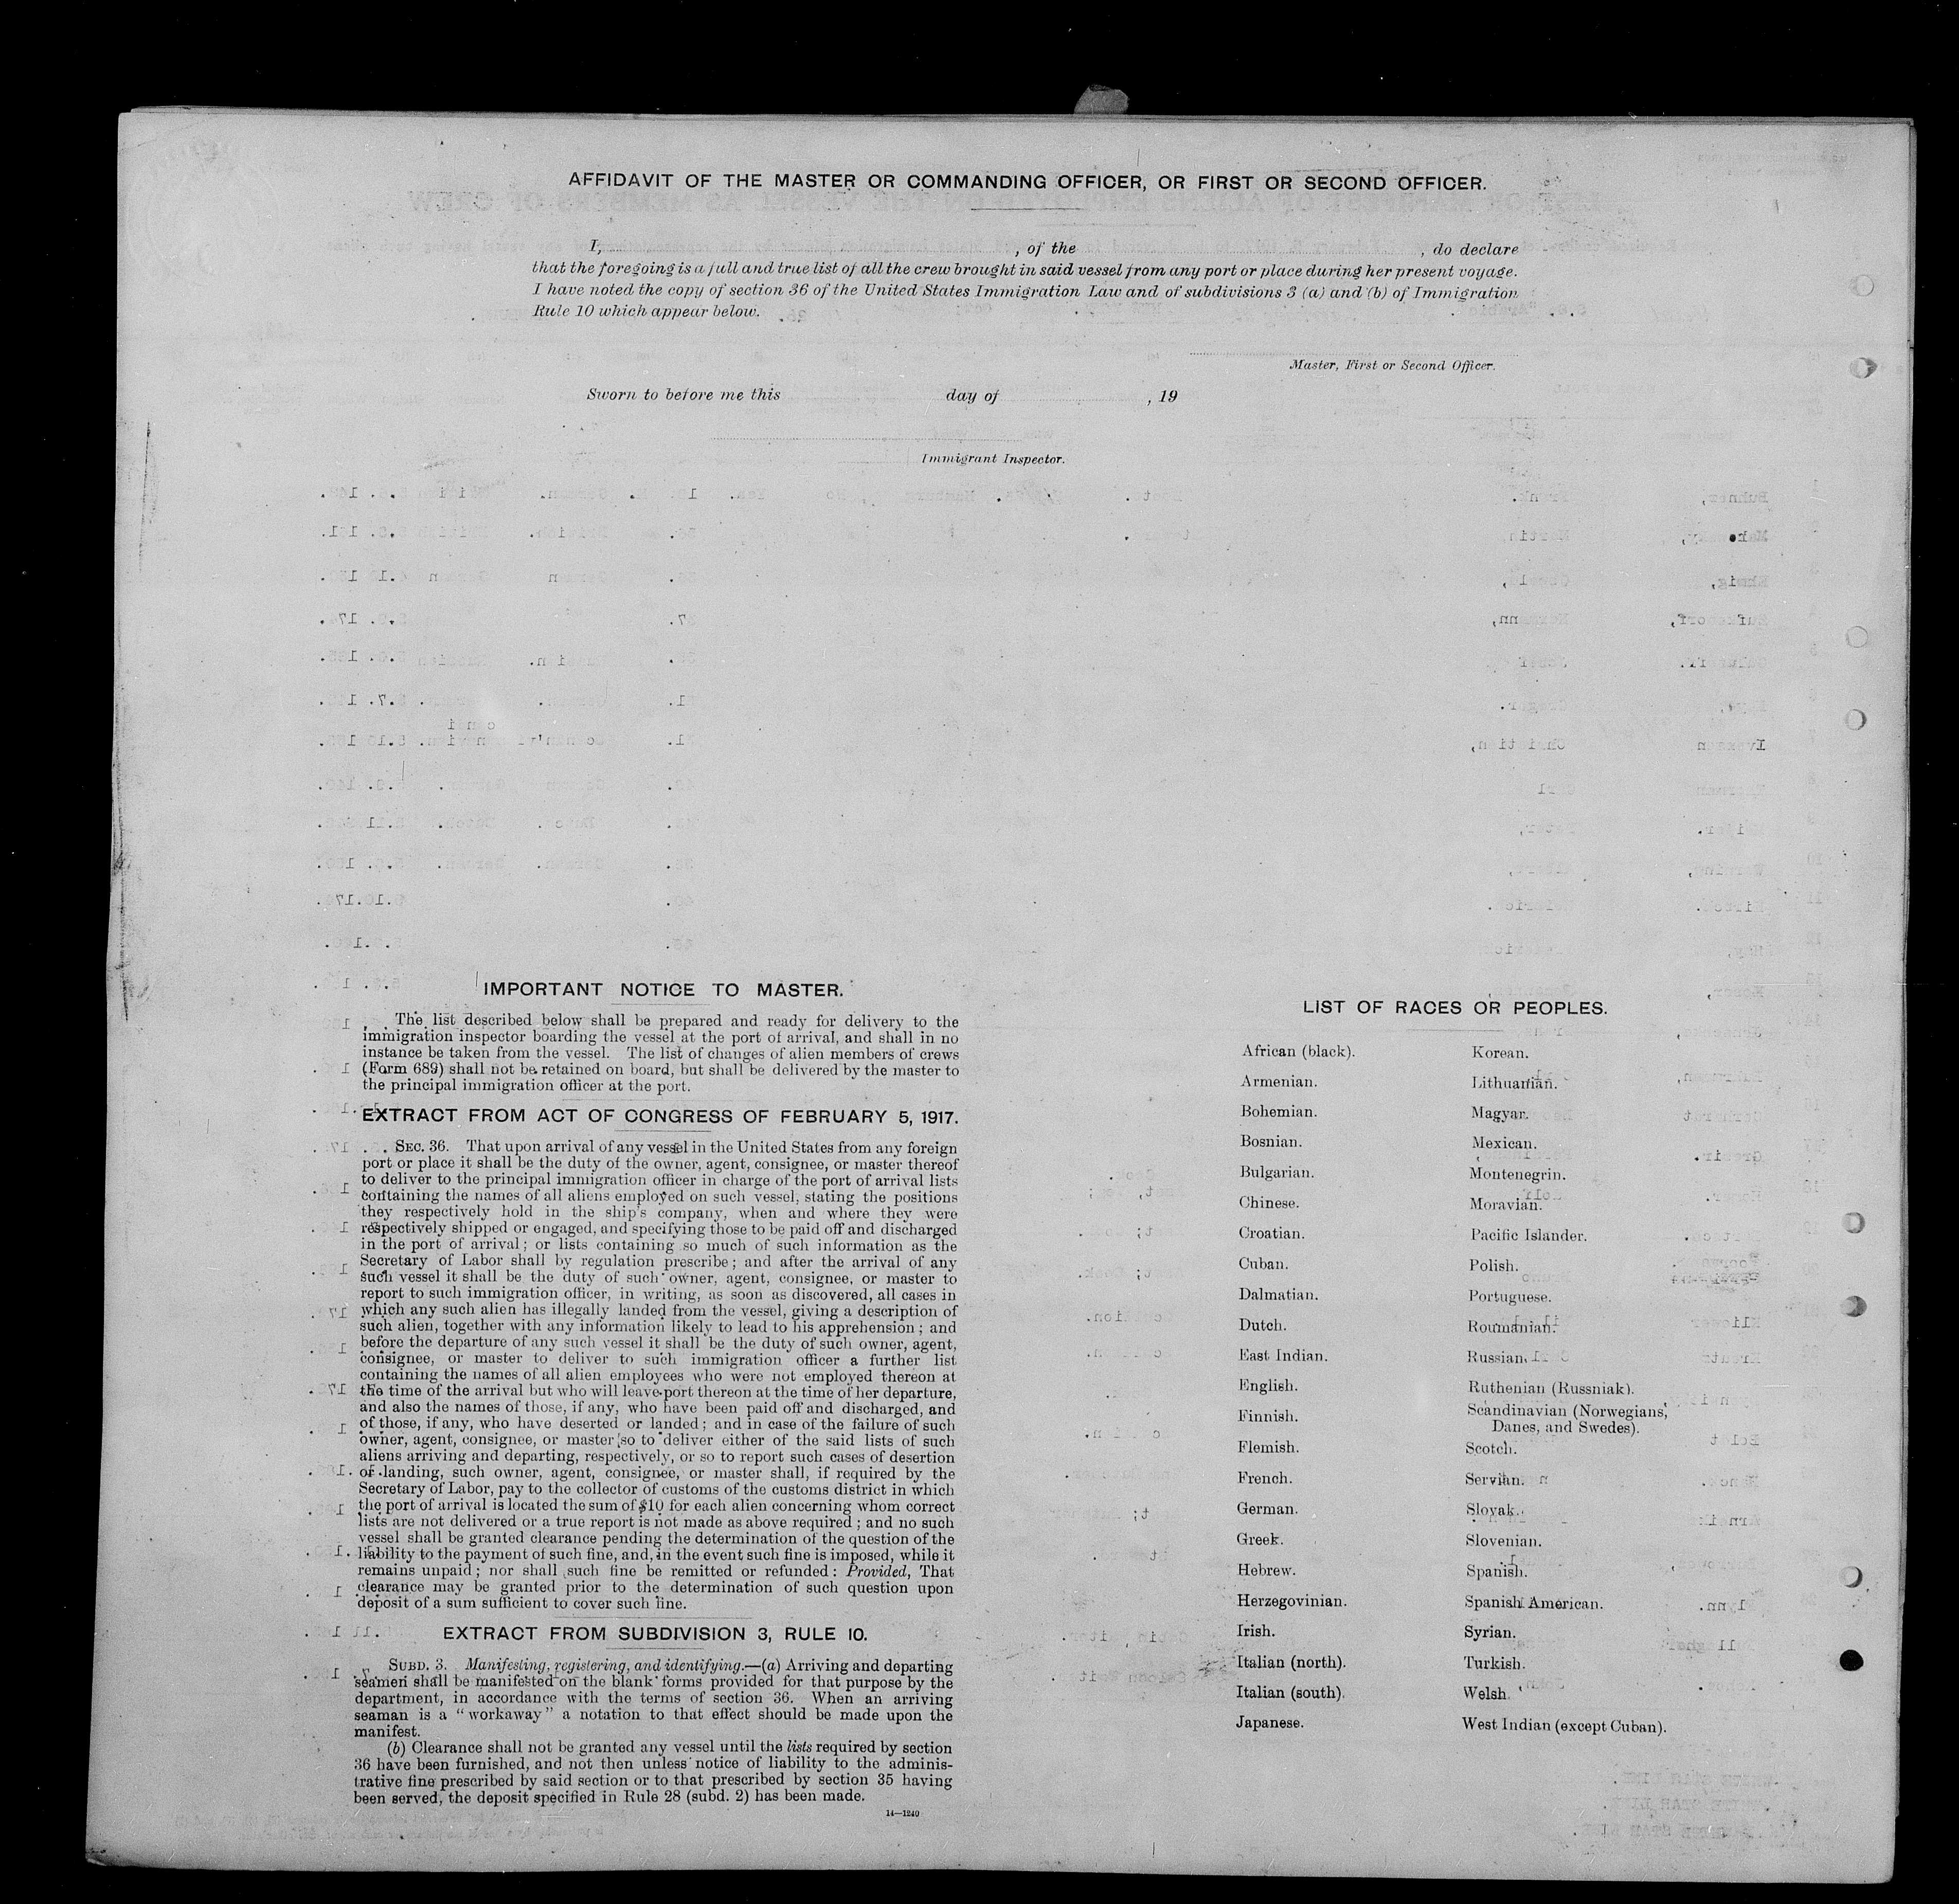 AFFIDAVIT OF THE MASTER OR COMMANDING OFFICER, OR FIRST OR SECOND OFFICER.
I, , of the , do declare
that the foregoing is a full and true list of all the crew brought in said vessel from any port or place during her present voyage.
I have noted the copy of section 36 of the United States Immigration Law and of subdivisions 3 (a) and (b) of Immigration
Rule 10 which appear below.
Master, First or Second Officer.
Sworn to before me this day of , 19
Immigrant Inspector.
IMPORTANT NOTICE TO MASTER.
The list described below shall be prepared and ready for delivery to the
immigration inspector boarding the vessel at the port of arrival, and shall in no
instance be taken from the vessel. The list of changes of alien members of crews
(Form 689) shall not be retained on board, but shall be delivered by the master to
the principal immigration officer at the port.
EXTRACT FROM ACT OF CONGRESS OF FEBRUARY 5, 1917.
SEC. 36. That upon arrival of any vessel in the United States from any foreign
port or place it shall be the duty of the owner, agent, consignee, or master thereof
to deliver to the principal immigration officer in charge of the port of arrival lists
containing the names of all aliens employed on such vessel, stating the positions
they respectively hold in the ship's company, when and where they were
respectively shipped or engaged, and specifying those to be paid off and discharged
in the port of arrival; or lists containing so much of such information as the
Secretary of Labor shall by regulation prescribe; and after the arrival of any
such vessel it shall be the duty of such owner, agent, consignee, or master to
report to such immigration officer, in writing, as soon as discovered, all cases in
which any such alien has illegally landed from the vessel, giving a description of
such alien, together with any information likely to lead to his apprehension; and
before the departure of any such vessel it shall be the duty of such owner, agent,
consignee, or master to deliver to such immigration officer a further list
containing the names of all alien employees who were not employed thereon at
the time of the arrival but who will leave port thereon at the time of her departure,
and also the names of those, if any, who have been paid off and discharged, and
of those, if any, who have deserted or landed; and in case of the failure of such
owner, agent, consignee, or master so to deliver either of the said lists of such
aliens arriving and departing, respectively, or so to report such cases of desertion
or landing, such owner, agent, consignee, or master shall, if required by the
Secretary of Labor, pay to the collector of customs of the customs district in which
the port of arrival is located the sum of $10 for each alien concerning whom correct
lists are not delivered or a true report is not made as above required; and no such
vessel shall be granted clearance pending the determination of the question of the
liability to the payment of such fine, and, in the event such fine is imposed, while it
remains unpaid; nor shall such fine be remitted or refunded: Provided, That
clearance may be granted prior to the determination of such question upon
deposit of a sum sufficient to cover such fine.
EXTRACT FROM SUBDIVISION 3, RULE 10.
SUBD. 3. Manifesting, registering, and identifying.—(a) Arriving and departing
seamen shall be manifested on the blank forms provided for that purpose by the
department, in accordance with the terms of section 36. When an arriving
seaman is a "workaway" a notation to that effect should be made upon the
manifest.
(b) Clearance shall not be granted any vessel until the lists required by section
36 have been furnished, and not then unless notice of liability to the adminis-
trative fine prescribed by said section or to that prescribed by section 35 having
been served, the deposit specified in Rule 28 (subd. 2) has been made.
14—1240
LIST OF RACES OR PEOPLES.
African (black).
Armenian.
Bohemian.
Bosnian.
Bulgarian.
Chinese.
Croatian.
Cuban.
Dalmatian.
Dutch.
East Indian.
English.
Finnish.
Flemish.
French.
German.
Greek.
Hebrew.
Herzegovinian.
Irish.
Italian (north).
Italian (south).
Japanese.
Korean.
Lithuanian.
Magyar.
Mexican.
Montenegrin.
Moravian.
Pacific Islander.
Polish.
Portuguese.
Roumanian.
Russian.
Ruthenian (Russniak).
Scandinavian (Norwegians,
Danes, and Swedes).
Scotch.
Servian.
Slovak.
Slovenian.
Spanish.
Spanish American.
Syrian.
Turkish.
Welsh.
West Indian (except Cuban).